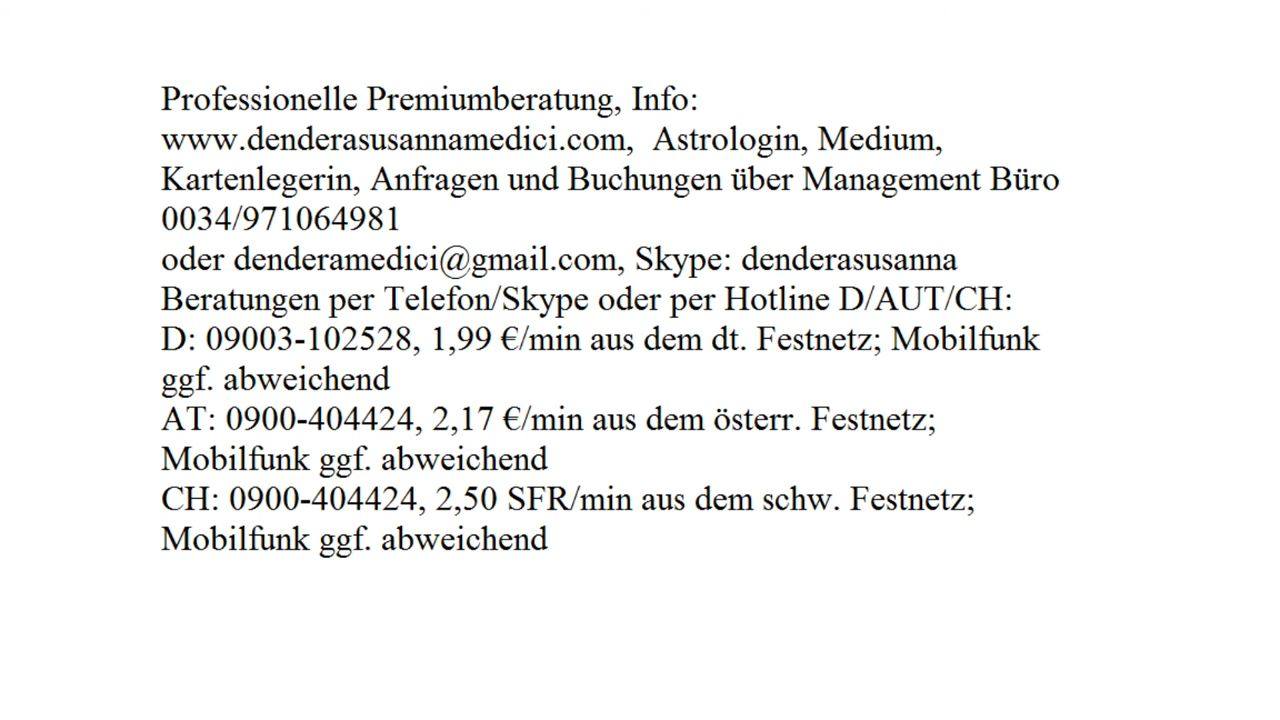 Professionelle Premiumberatung, Info:
www.denderasusannamedici.com,  Astrologin, Medium,
Kartenlegerin, Anfragen und Buchungen über Management Büro
0034/971064981
oder denderamedici@gmail.com, Skype: denderasusanna
Beratungen per Telefon/Skype oder per Hotline D/AUT/CH:
D: 09003-102528, 1,99 €/min aus dem dt. Festnetz; Mobilfunk
ggf. abweichend
AT: 0900-404424, 2,17 €/min aus dem österr. Festnetz;
Mobilfunk ggf. abweichend
CH: 0900-404424, 2,50 SFR/min aus dem schw. Festnetz;
Mobilfunk ggf. abweichend